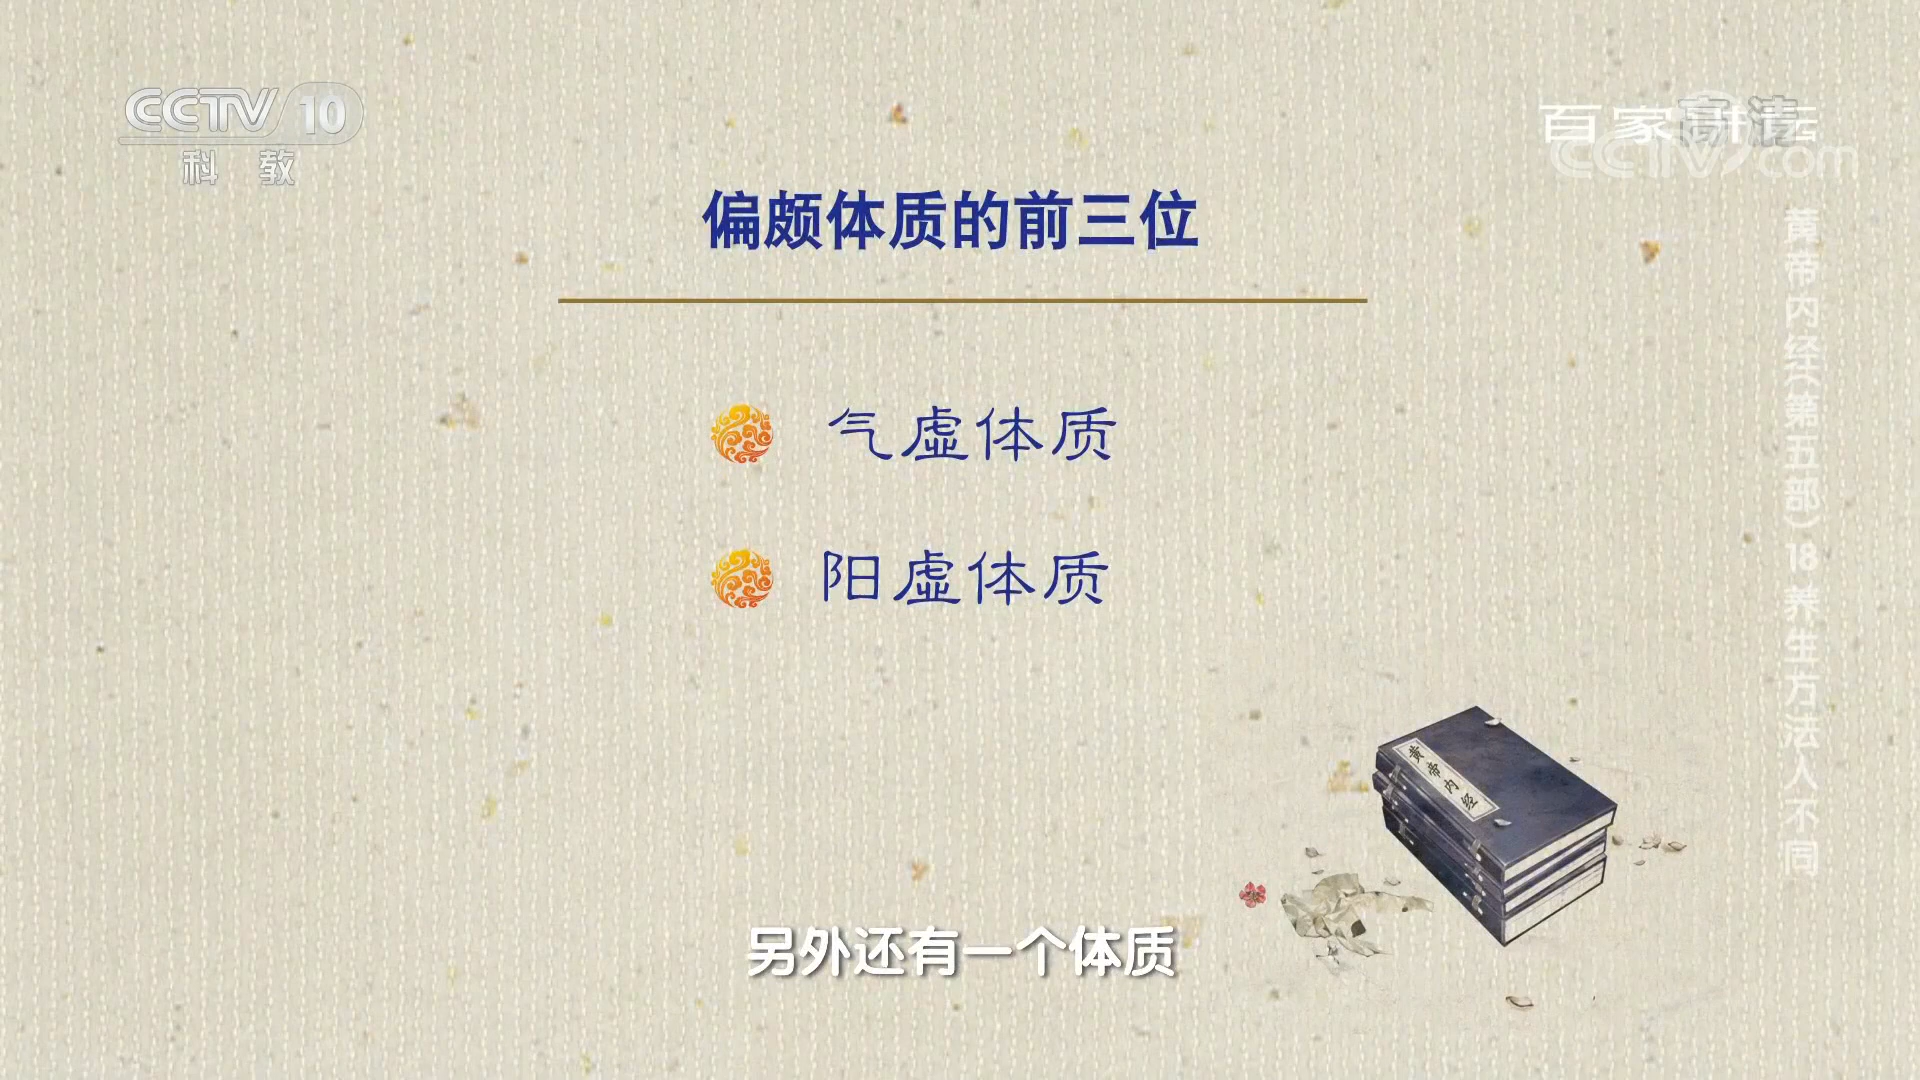 CCTV 10
科 教
百家讲坛
高清
CCTV.com
偏颇体质的前三位
气虚体质
阳虚体质
黄帝内经(第五部)18 养生方法人不同
黄帝内经
另外还有一个体质